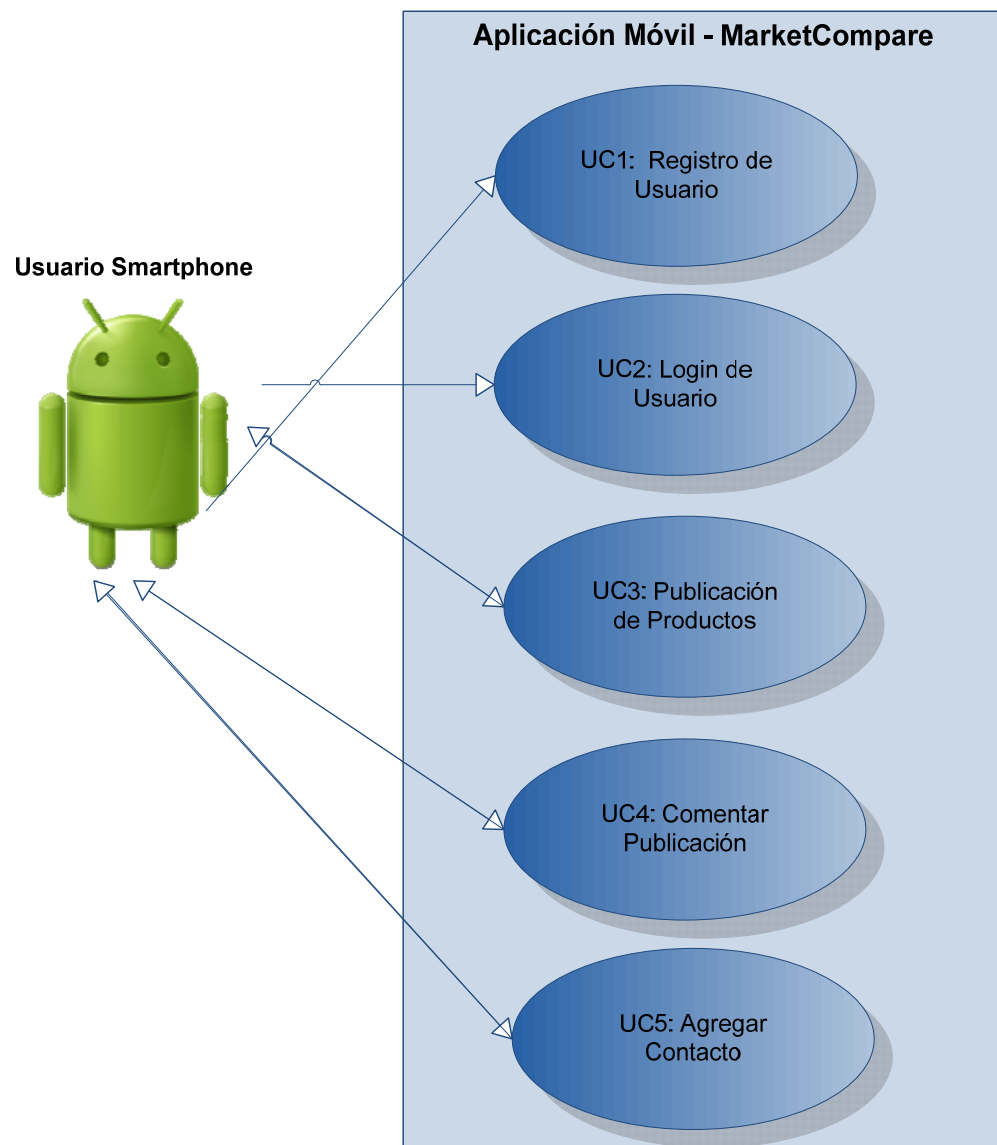 Aplicación Móvil - MarketCompare
UC1: Registro de
Usuario
Usuario Smartphone
UC2: Login de
Usuario
UC3: Publicación
de Productos
UC4: Comentar
Publicación
UC5: Agregar
Contacto